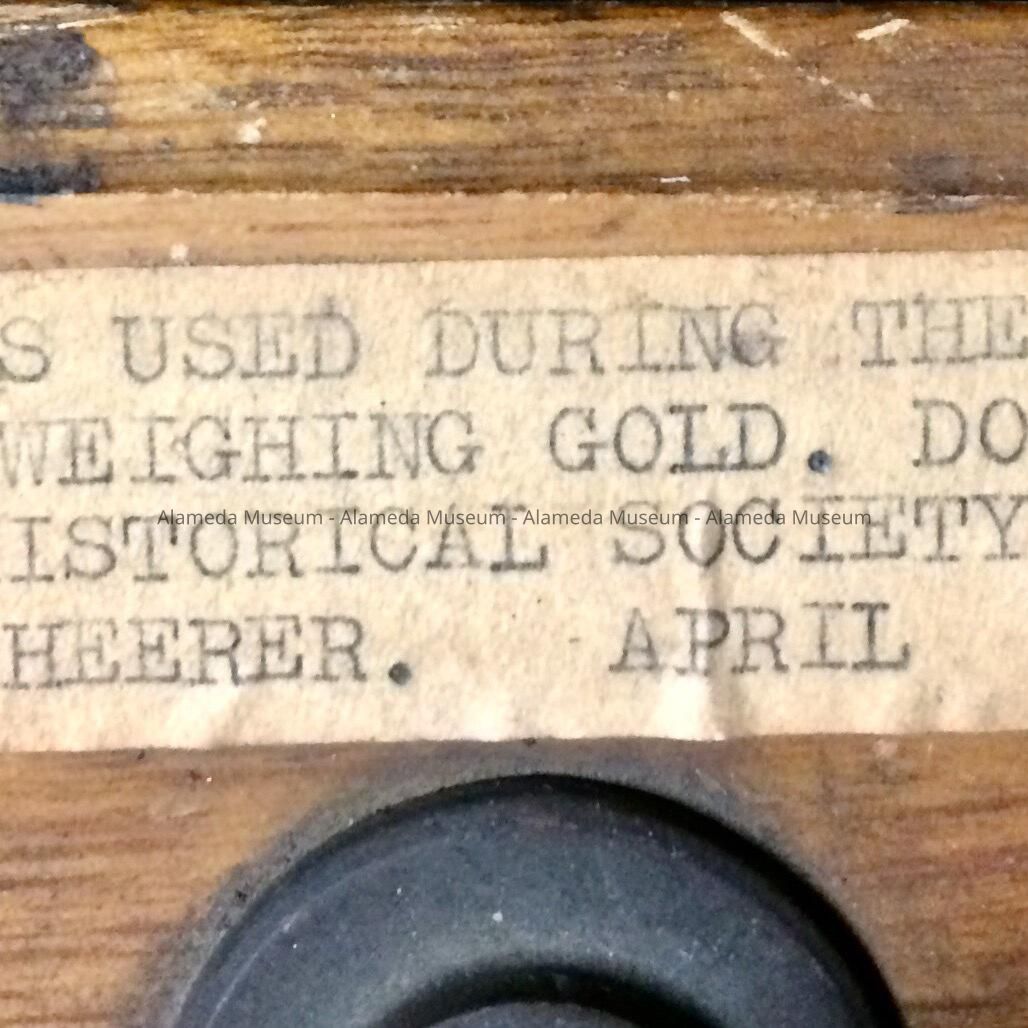 S USED DURING THE
WEIGHING GOLD. DO
Alameda Museum - Alameda Museum - Alameda Museum - Alameda Museum
ISTORICAL SOCIETY
HEERER. APRIL